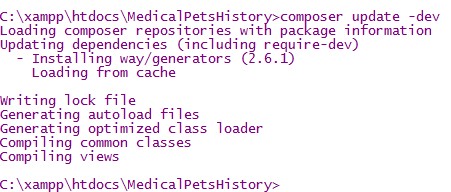 C:\xampp\htdocs\MedicalPetsHistory>composer update -dev
Loading composer repositories with package information
Updating dependencies (including require-dev)
  - Installing way/generators (2.6.1)
    Loading from cache

Writing lock file
Generating autoload files
Generating optimized class loader
Compiling common classes
Compiling views

C:\xampp\htdocs\MedicalPetsHistory>